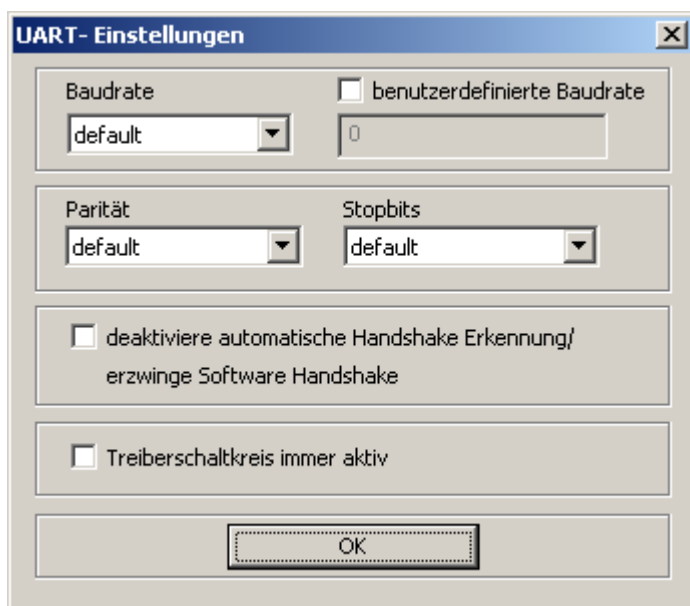 UART- Einstellungen
Baudrate
benutzerdefinierte Baudrate
default
0
Parität
Stopbits
default
default
deaktiviere automatische Handshake Erkennung/
erzwinge Software Handshake
Treiberschaltkreis immer aktiv
OK